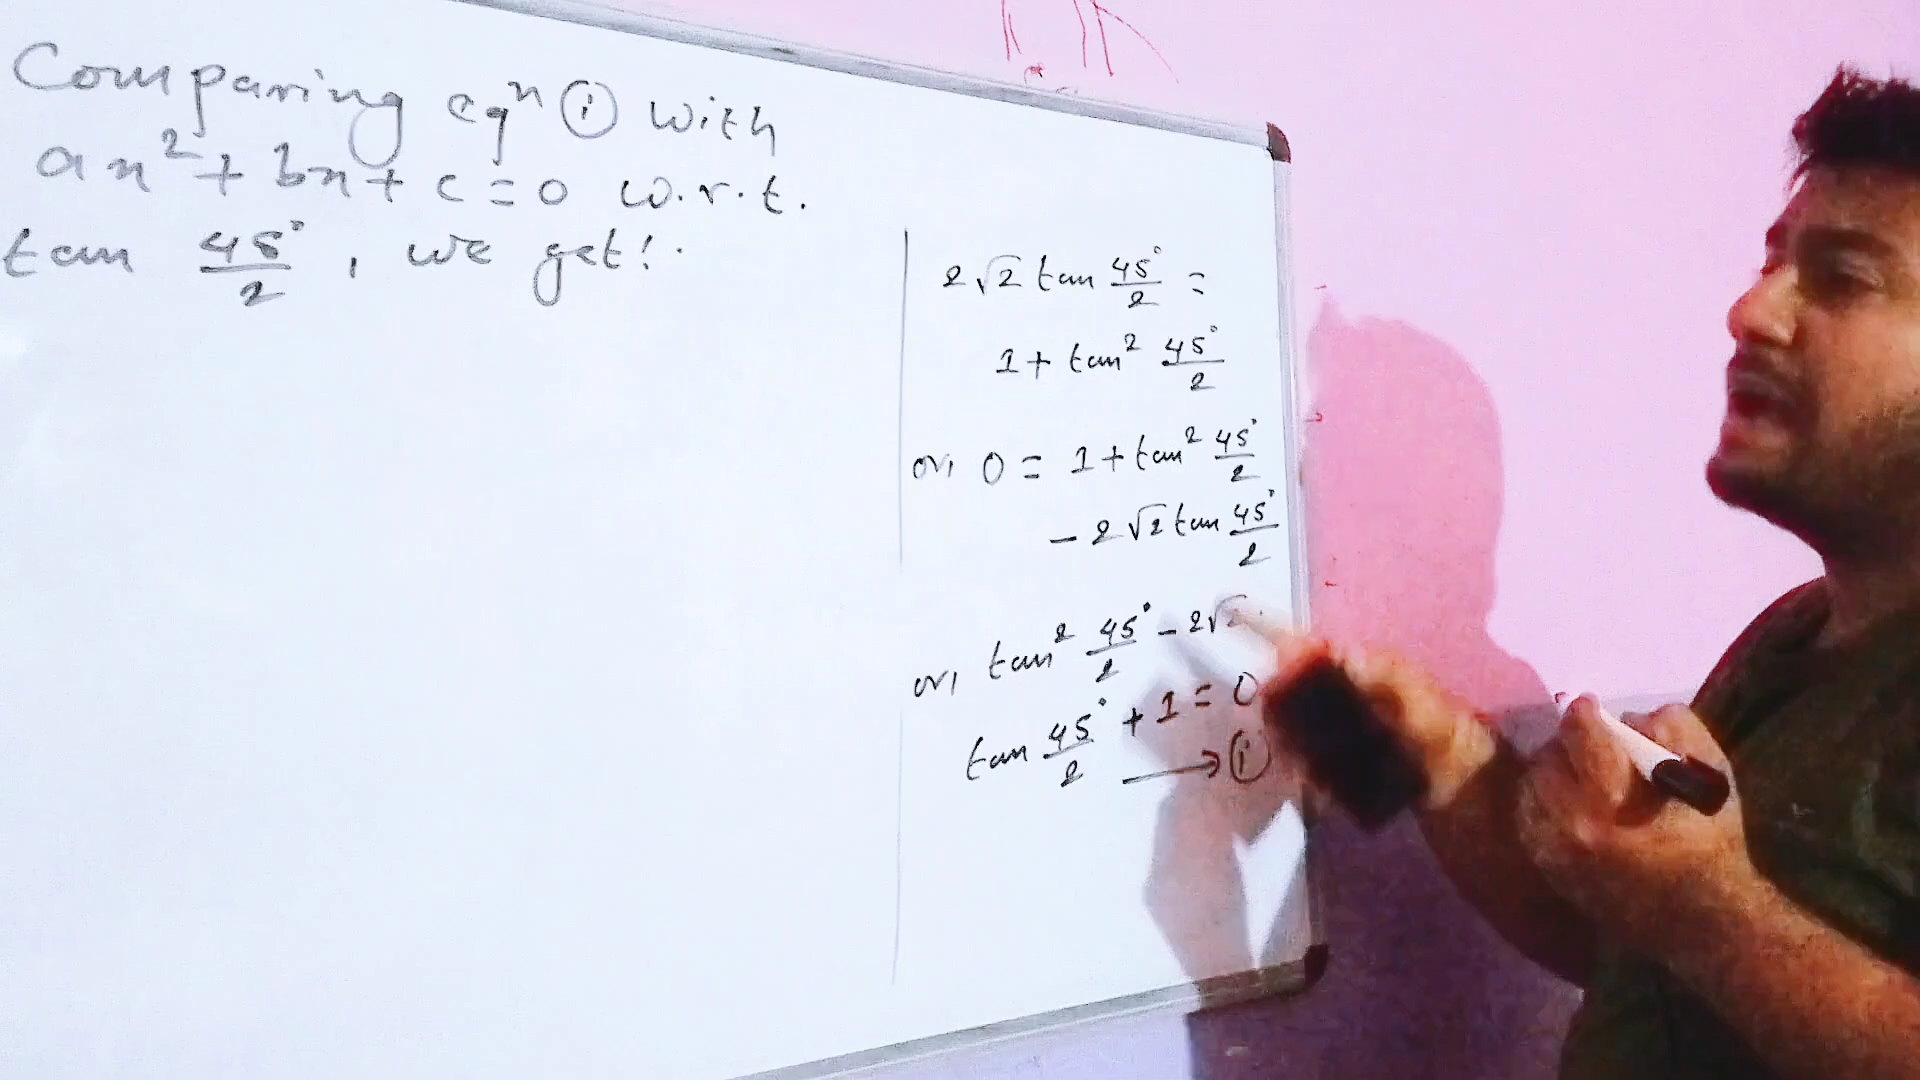 Comparing eqⁿ ⓘ with
ax² + bx + c = 0 w.r.t.
tan 45°/2 , we get:-
2√2 tan 45°/2 =
1 + tan² 45°/2
or, 0 = 1 + tan² 45°/2
- 2√2 tan 45°/2
or, tan² 45°/2 - 2√2
tan 45°/2 + 1 = 0
→ ⓘ